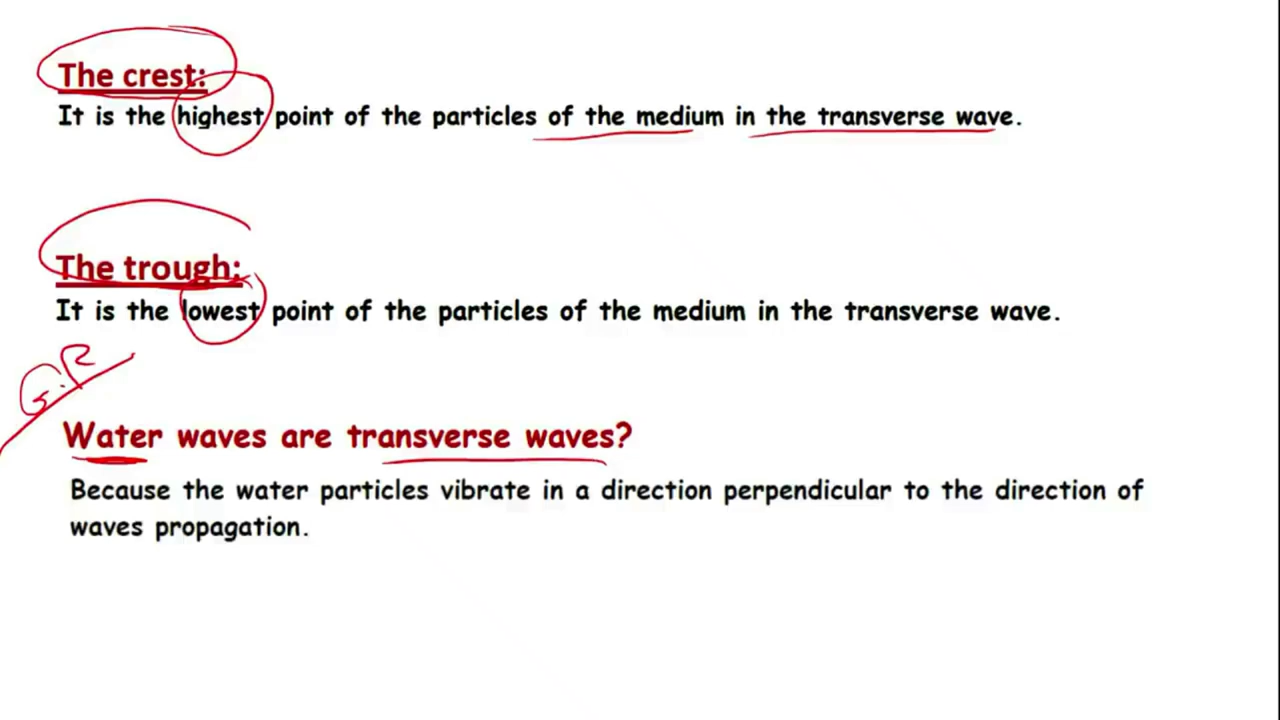 The crest:
It is the highest point of the particles of the medium in the transverse wave.
The trough:
It is the lowest point of the particles of the medium in the transverse wave.
G.R
Water waves are transverse waves?
Because the water particles vibrate in a direction perpendicular to the direction of
waves propagation.